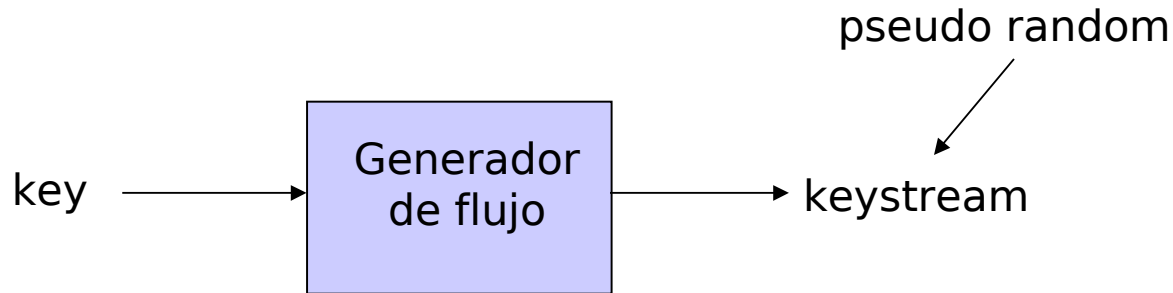 pseudo random
key
Generador
de flujo
keystream